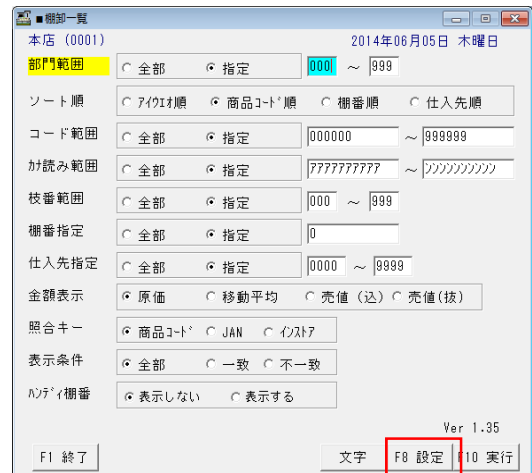 ■棚卸一覧
本店 (0001) 2014年06月05日 木曜日
部門範囲 全部 指定 000 ～ 999
ソート順 アイウエオ順 商品コード順 棚番順 仕入先順
コード範囲 全部 指定 000000 ～ 999999
カナ読み範囲 全部 指定 アアアアアアアアアア ～ ンンンンンンンンンン
枝番範囲 全部 指定 000 ～ 999
棚番指定 全部 指定 0
仕入先指定 全部 指定 0000 ～ 9999
金額表示 原価 移動平均 売値(込) 売値(抜)
照合キー 商品コード JAN インストア
表示条件 全部 一致 不一致
ハンディ棚番 表示しない 表示する
Ver 1.35
F1 終了 文字 F8 設定 F10 実行